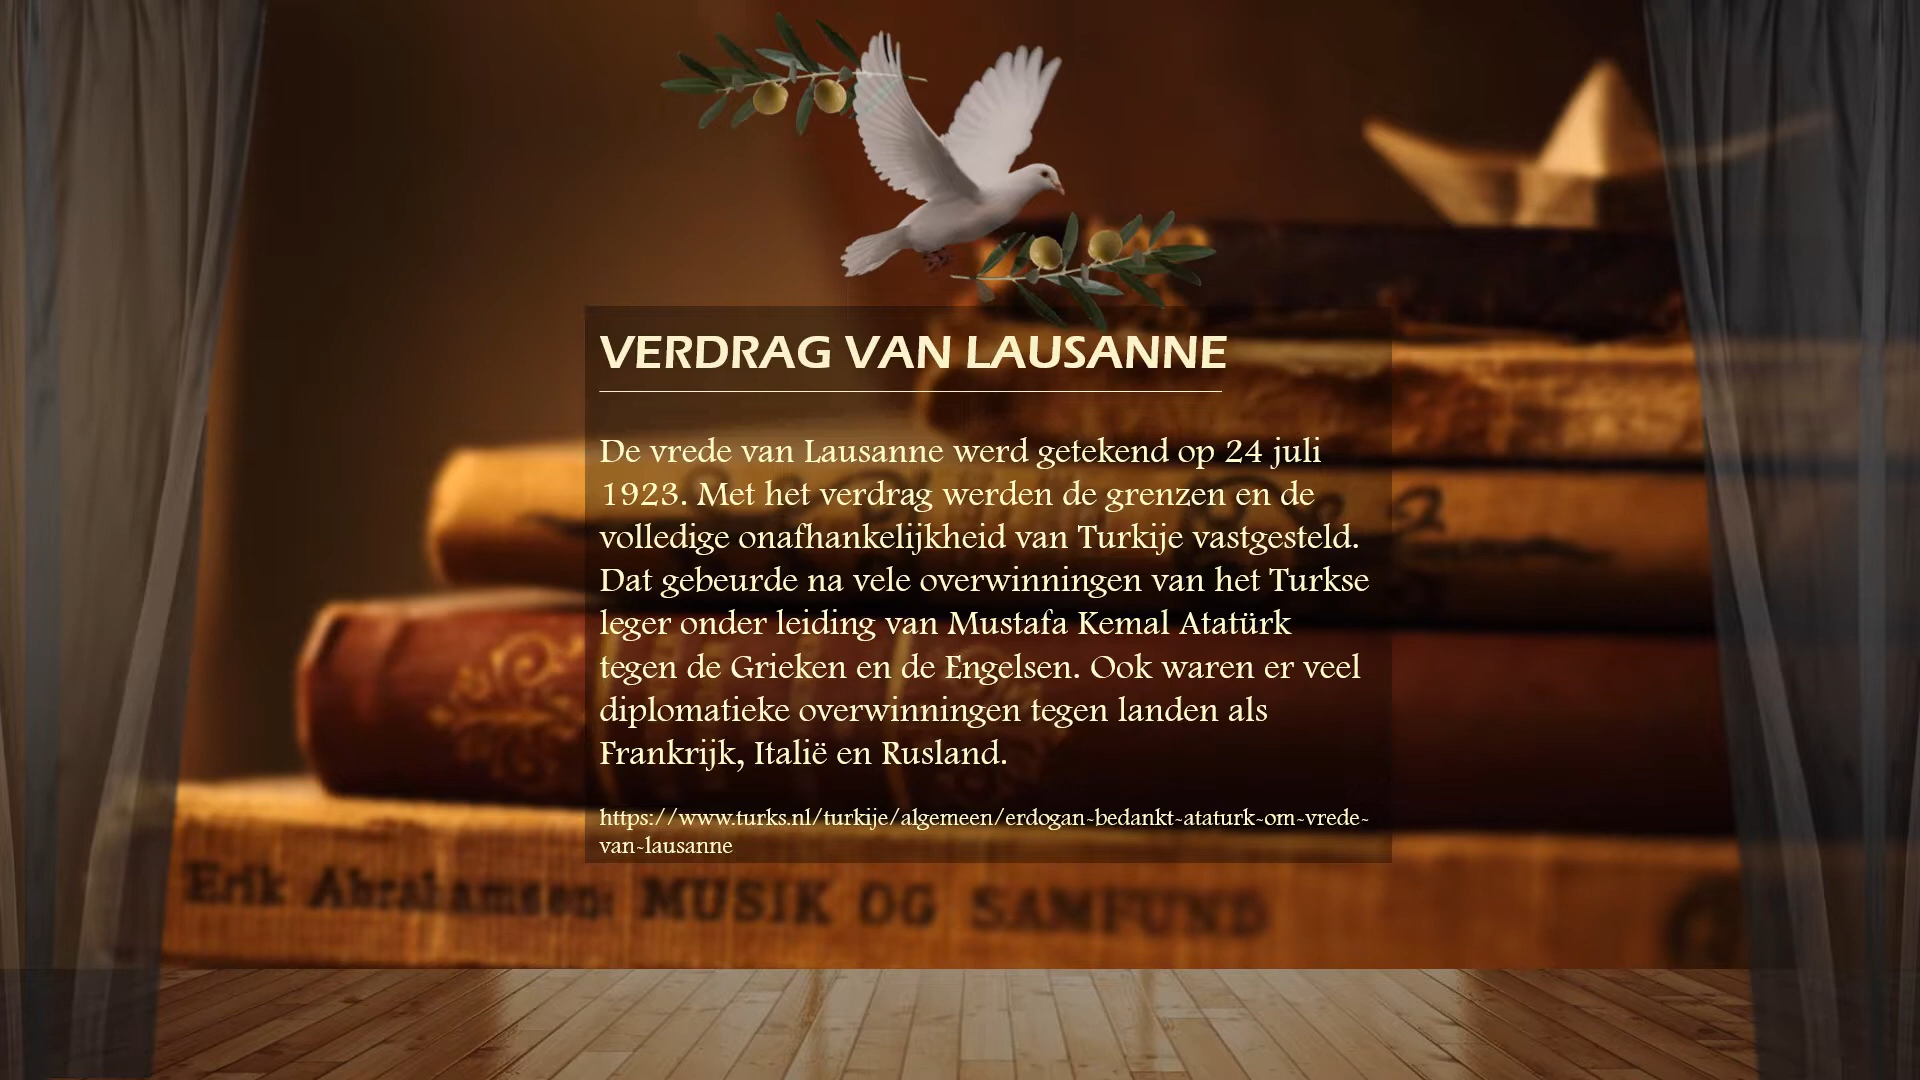 VERDRAG VAN LAUSANNE
De vrede van Lausanne werd getekend op 24 juli
1923. Met het verdrag werden de grenzen en de
volledige onafhankelijkheid van Turkije vastgesteld.
Dat gebeurde na vele overwinningen van het Turkse
leger onder leiding van Mustafa Kemal Atatürk
tegen de Grieken en de Engelsen. Ook waren er veel
diplomatieke overwinningen tegen landen als
Frankrijk, Italië en Rusland.
https://www.turks.nl/turkije/algemeen/erdogan-bedankt-ataturk-om-vrede-
van-lausanne
Erik Abrahamsen: MUSIK OG SAMFUND